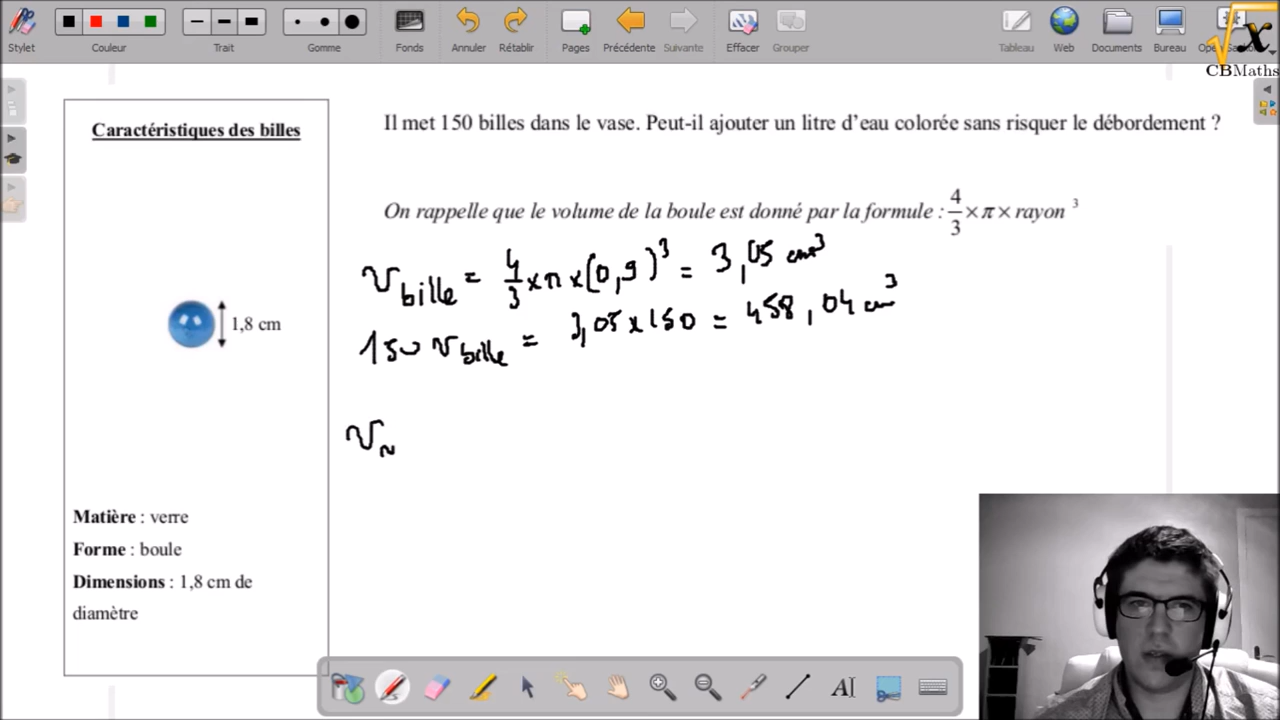 Stylet
Couleur
Trait
Gomme
Fonds
Annuler
Rétablir
Pages
Précédente
Suivante
Effacer
Grouper
Tableau
Web
Documents
Bureau
√x
CBMaths
Caractéristiques des billes
1,8 cm
Matière : verre
Forme : boule
Dimensions : 1,8 cm de
diamètre
Il met 150 billes dans le vase. Peut-il ajouter un litre d'eau colorée sans risquer le débordement ?
On rappelle que le volume de la boule est donné par la formule : 4/3 × π × rayon ³
V bille = 4/3 × π × (0,9)³ = 3,05 cm³
150 V bille = 3,05 × 150 = 458,04 cm³
V